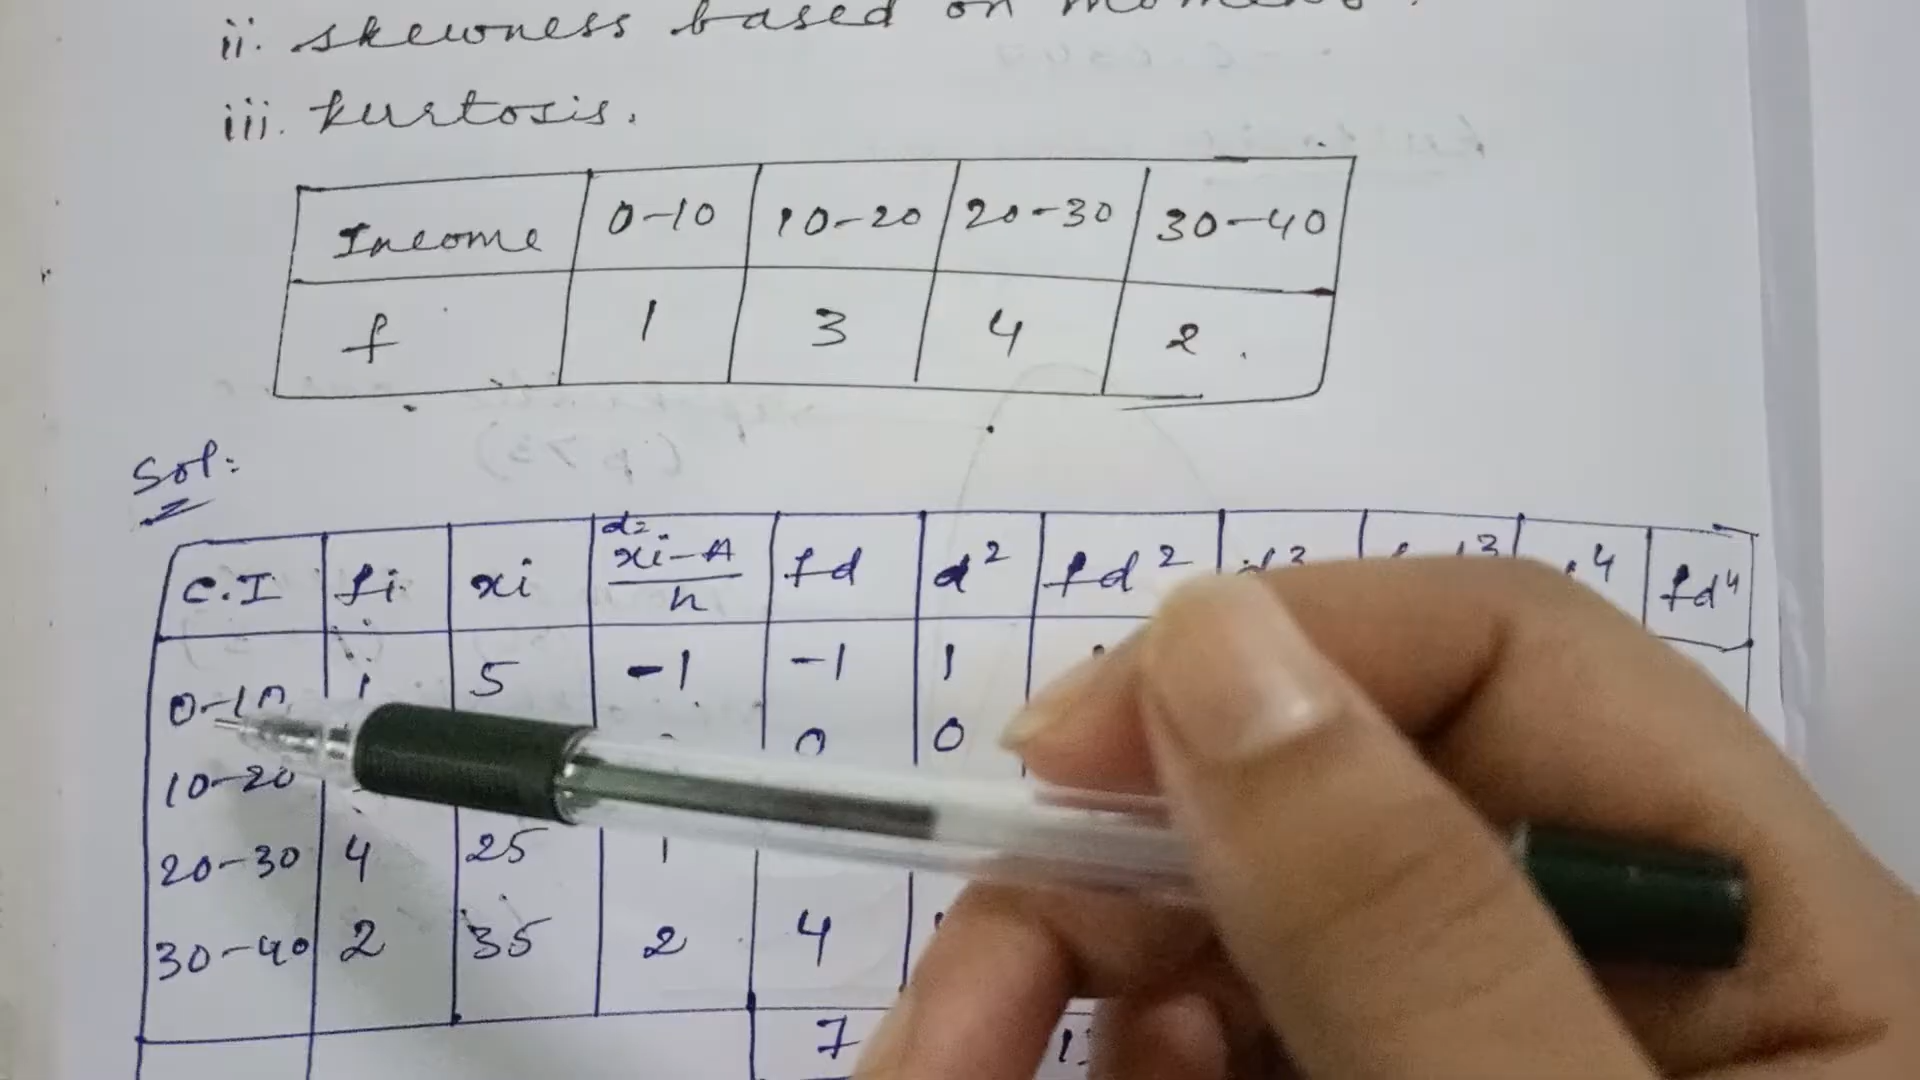 ii. skewness based on
iii. kurtosis.
Income 0-10 10-20 20-30 30-40
f 1 3 4 2
Sol:
d=
C.I fi xi xi-A/h fd d² fd² d³ fd⁴
0-10 1 5 -1 -1 1
10-20 0 0
20-30 4 25 1
30-40 2 35 2 4
7